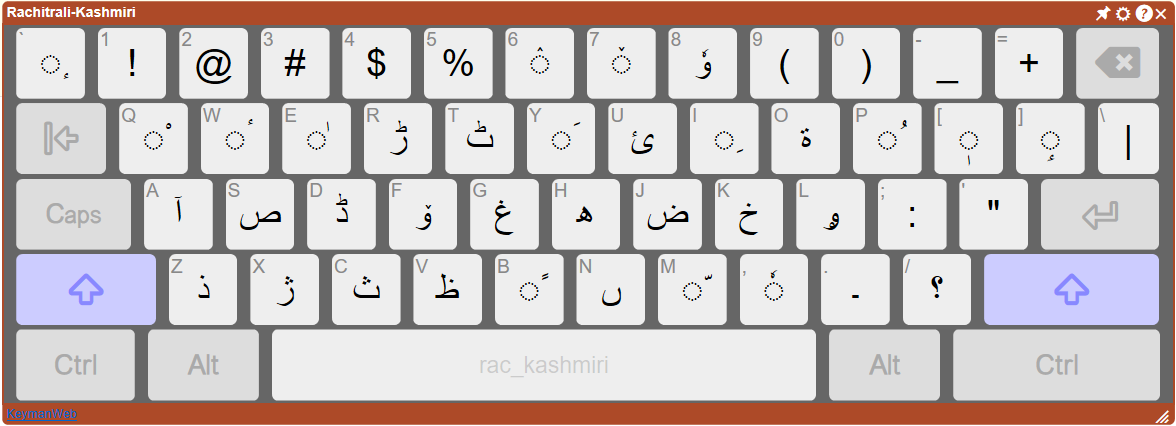 Rachitrali-Kashmiri
` ◌ٕ 1 ! 2 @ 3 # 4 $ 5 % 6 ◌̂ 7 ◌̌ 8 ۆ 9 ( 0 ) - _ = +
Q ◌ْ W ◌ٔ E ◌ٰ R ڑ T ٹ Y ◌َ U ئ I ◌ِ O ة P ◌ُ [ ◌ٖ ] ◌ٕ \ |
Caps A آ S ص D ڈ F ۆ G غ H ھ J ض K خ L ; : ' "
Z ذ X ژ C ث V ظ B ◌ً N ں M ◌ّ , ◌ٗ . ۔ / ؟
Ctrl Alt rac_kashmiri Alt Ctrl
KeymanWeb